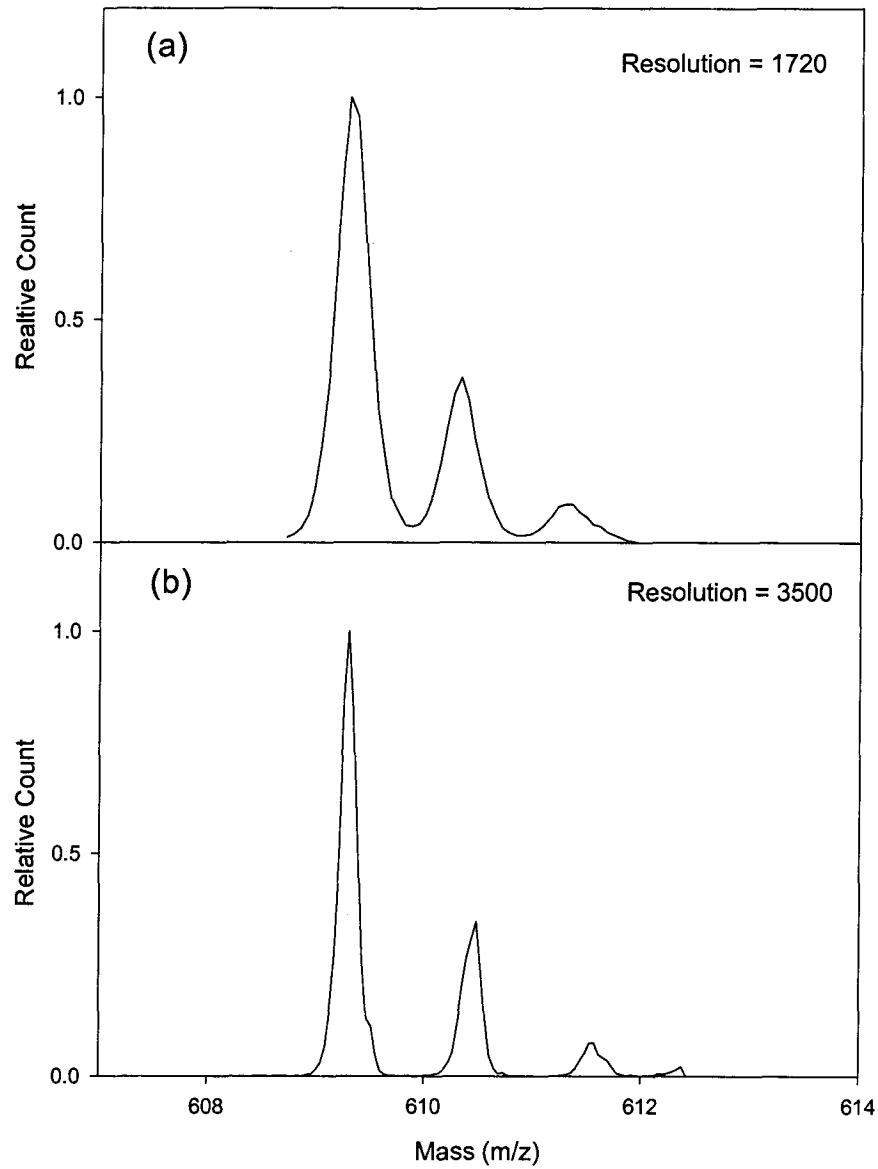 (a)
Resolution = 1720
1.0
0.5
0.0
Realtive Count
(b)
Resolution = 3500
1.0
0.5
0.0
Relative Count
608 610 612 614
Mass (m/z)